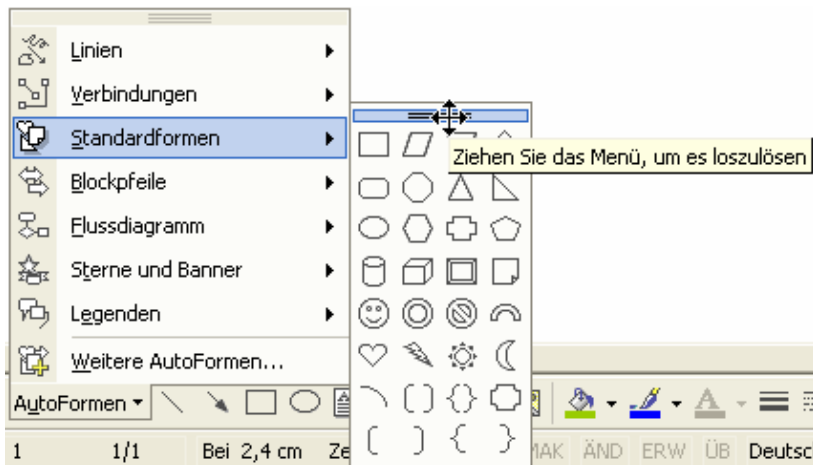 Linien
Verbindungen
Standardformen
Ziehen Sie das Menü, um es loszulösen
Blockpfeile
Flussdiagramm
Sterne und Banner
Legenden
Weitere AutoFormen...
AutoFormen
1 1/1 Bei 2,4 cm Ze MAK ÄND ERW ÜB Deutsc